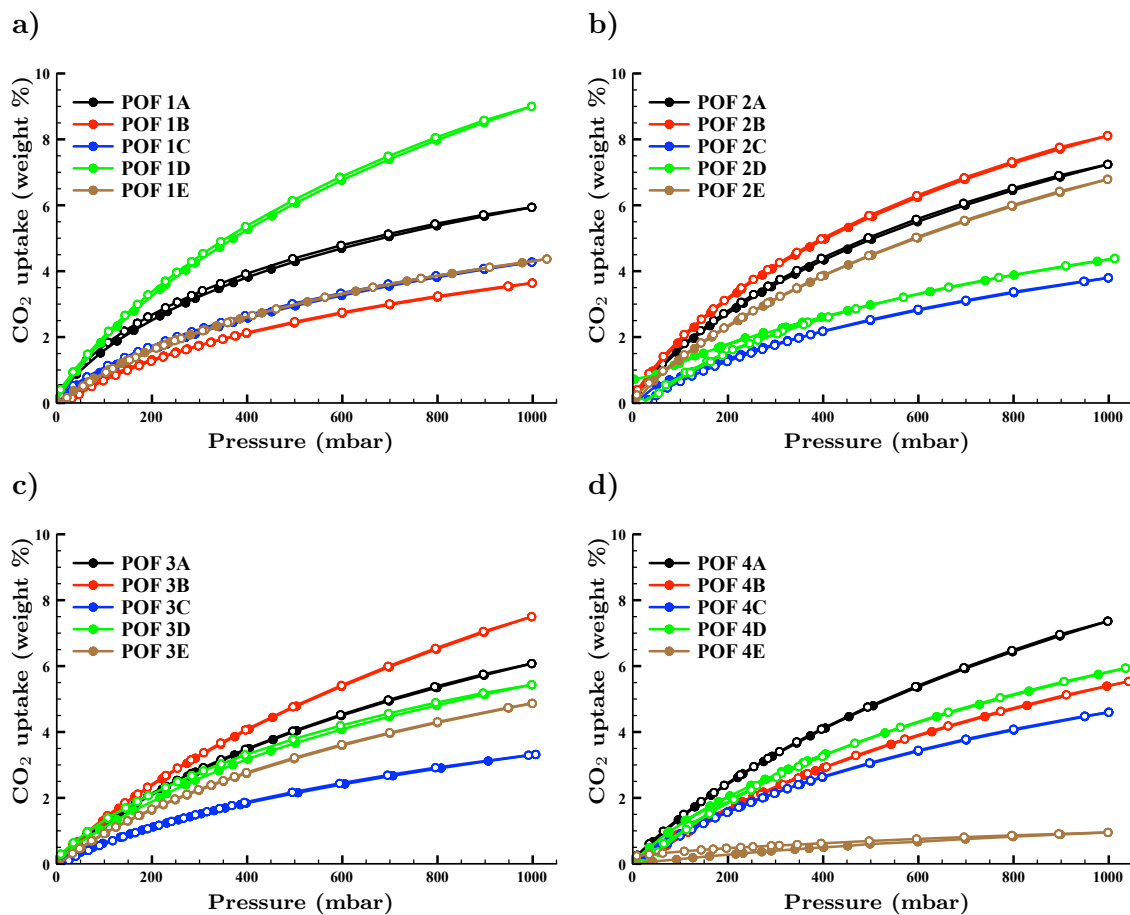 a)
CO₂ uptake (weight %)
10
8
6
4
2
0
POF 1A
POF 1B
POF 1C
POF 1D
POF 1E
0 200 400 600 800 1000
Pressure (mbar)
b)
CO₂ uptake (weight %)
10
8
6
4
2
0
POF 2A
POF 2B
POF 2C
POF 2D
POF 2E
0 200 400 600 800 1000
Pressure (mbar)
c)
CO₂ uptake (weight %)
10
8
6
4
2
0
POF 3A
POF 3B
POF 3C
POF 3D
POF 3E
0 200 400 600 800 1000
Pressure (mbar)
d)
CO₂ uptake (weight %)
10
8
6
4
2
0
POF 4A
POF 4B
POF 4C
POF 4D
POF 4E
0 200 400 600 800 1000
Pressure (mbar)